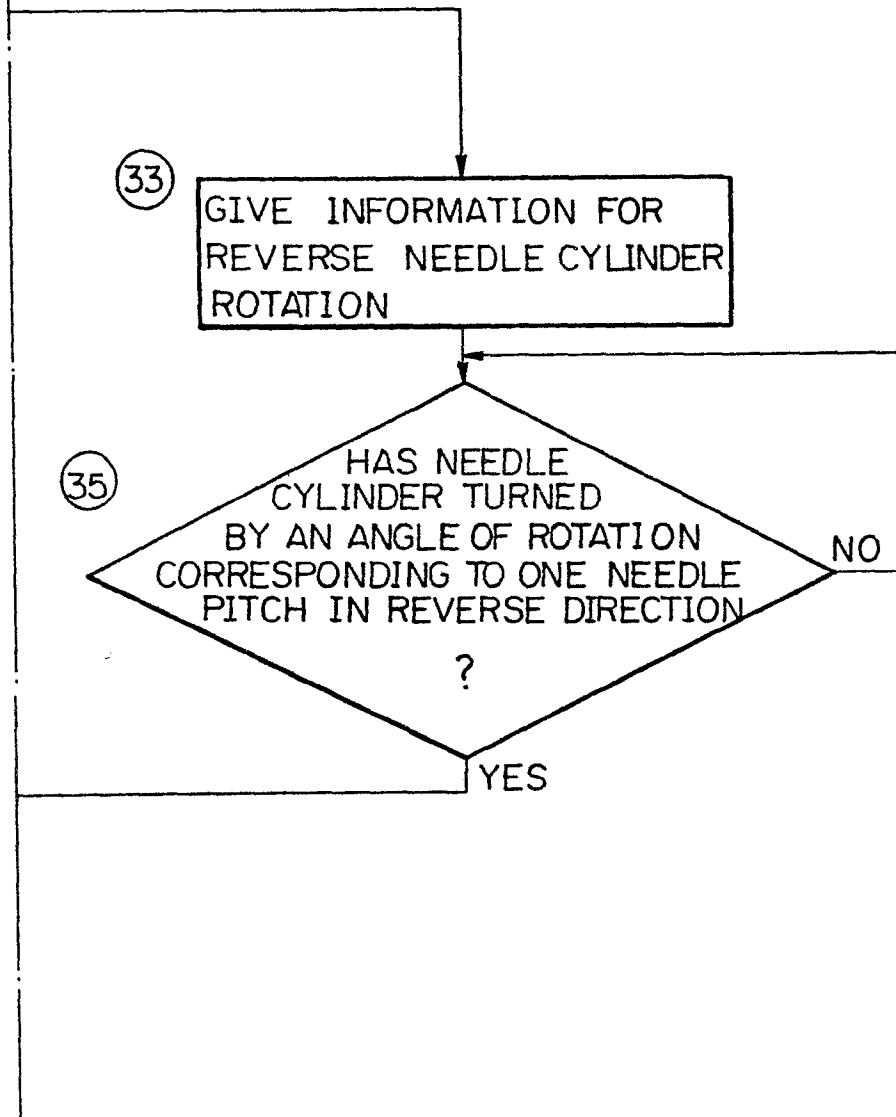 33
GIVE INFORMATION FOR
REVERSE NEEDLE CYLINDER
ROTATION
35
HAS NEEDLE
CYLINDER TURNED
BY AN ANGLE OF ROTATION
CORRESPONDING TO ONE NEEDLE
PITCH IN REVERSE DIRECTION
?
NO
YES